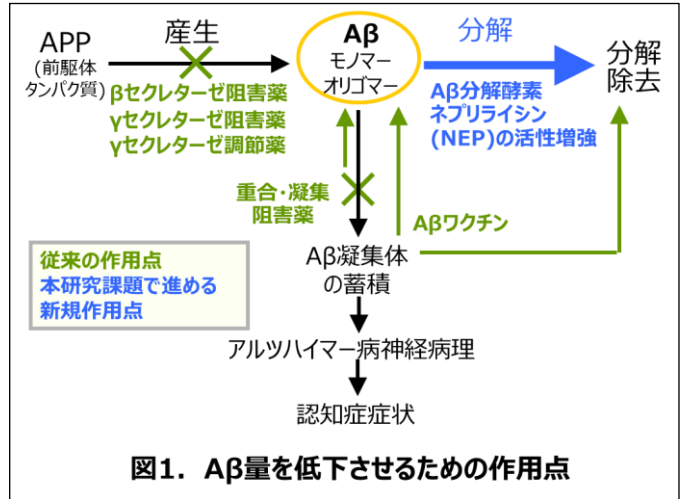 APP
(前駆体
タンパク質)
産生
βセクレターゼ阻害薬
γセクレターゼ阻害薬
γセクレターゼ調節薬
Aβ
モノマー
オリゴマー
分解
Aβ分解酵素
ネプリライシン
(NEP)の活性増強
分解
除去
重合・凝集
阻害薬
Aβワクチン
Aβ凝集体
の蓄積
従来の作用点
本研究課題で進める
新規作用点
アルツハイマー病神経病理
認知症症状
図1. Aβ量を低下させるための作用点